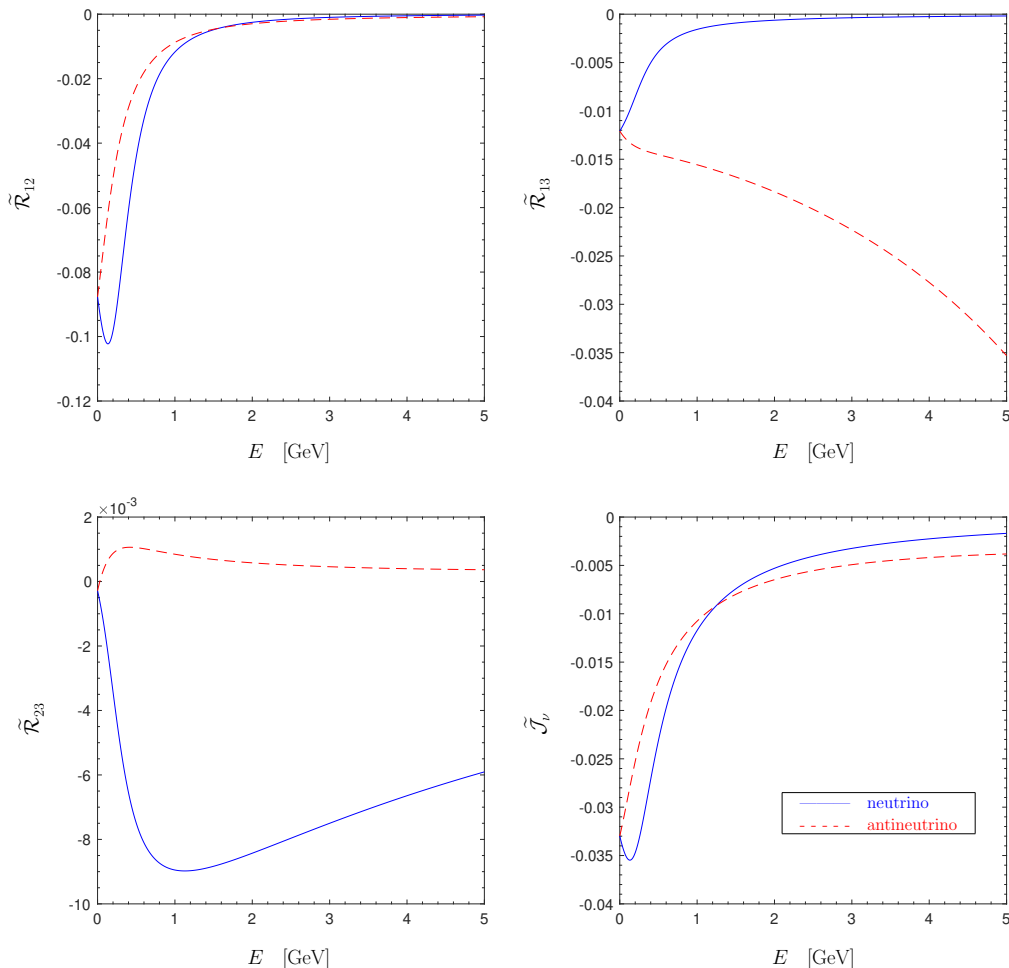 0
-0.02
-0.04
-0.06
-0.08
-0.1
-0.12
0 1 2 3 4 5
E [GeV]
R̃₁₂
0
-0.005
-0.01
-0.015
-0.02
-0.025
-0.03
-0.035
-0.04
0 1 2 3 4 5
E [GeV]
R̃₁₃
×10⁻³
2
0
-2
-4
-6
-8
-10
0 1 2 3 4 5
E [GeV]
R̃₂₃
0
-0.005
-0.01
-0.015
-0.02
-0.025
-0.03
-0.035
-0.04
0 1 2 3 4 5
E [GeV]
J̃ᵥ
neutrino
antineutrino